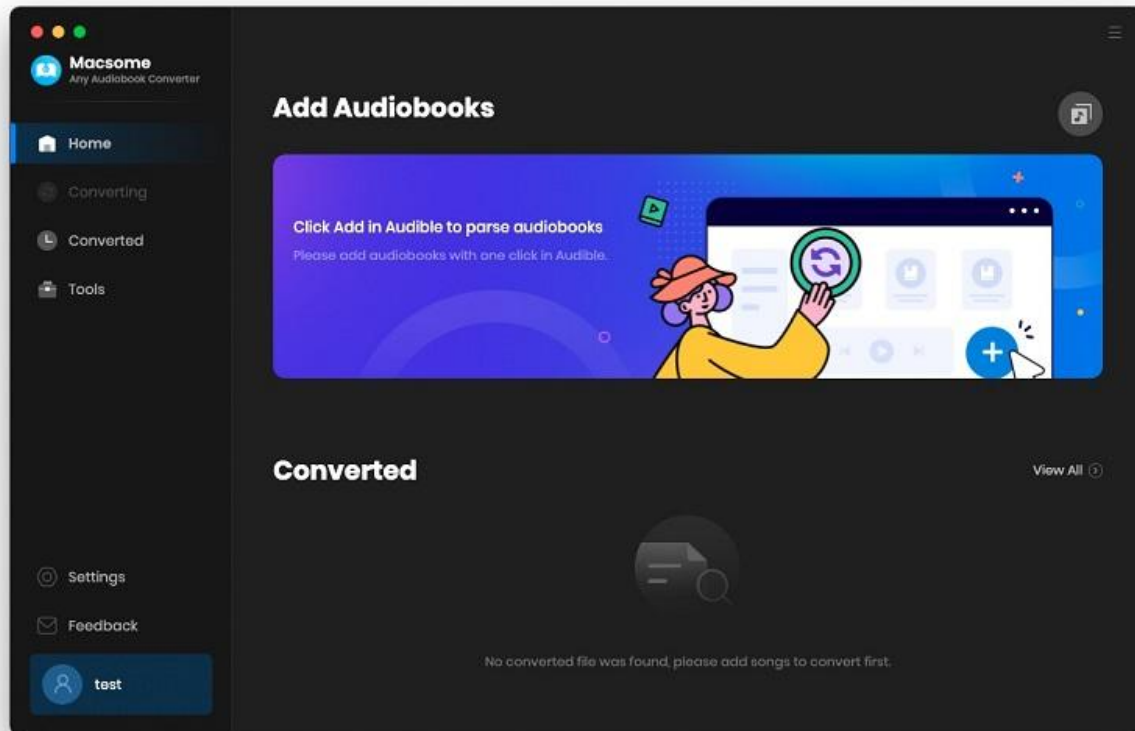 Macsome
Any Audiobook Converter
Home
Converting
Converted
Tools
Settings
Feedback
test
Add Audiobooks
Click Add in Audible to parse audiobooks
Please add audiobooks with one click in Audible.
Converted
View All
No converted file was found, please add songs to convert first.